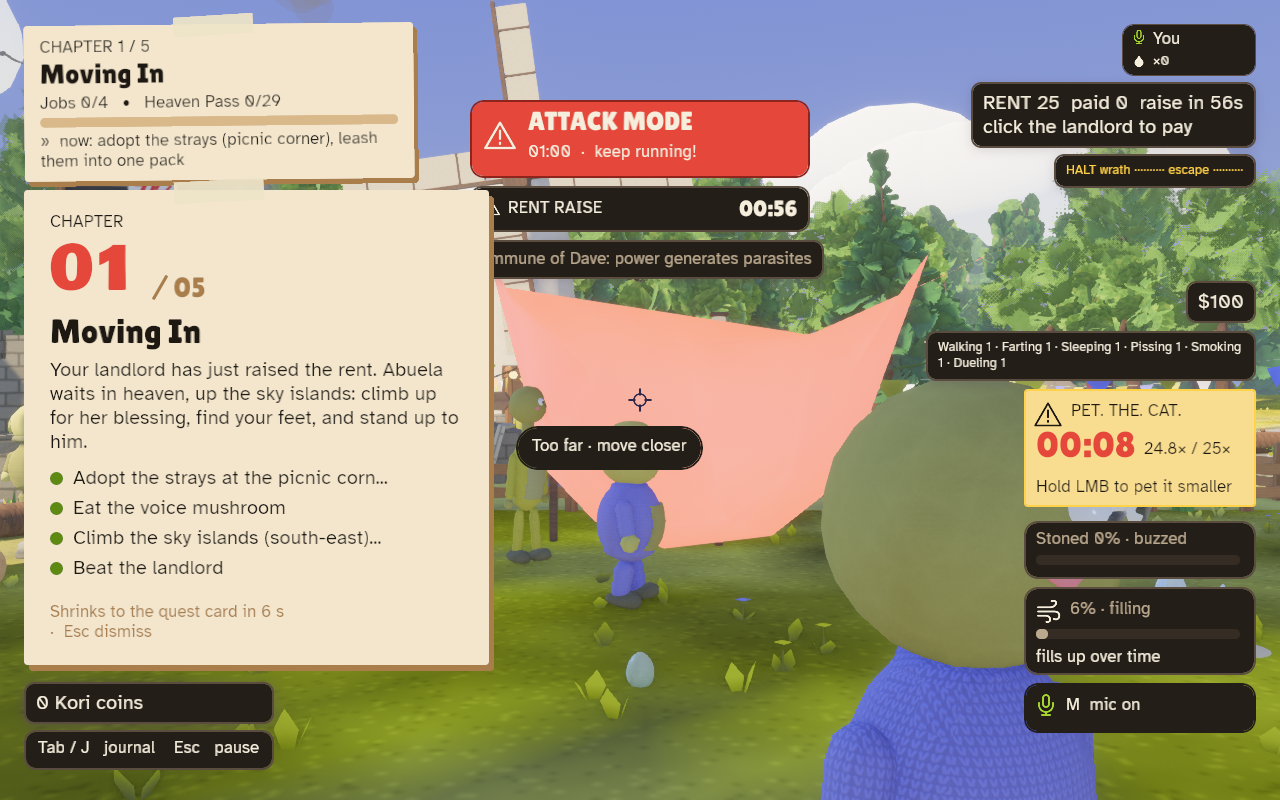 CHAPTER 1 / 5
Moving In
Jobs 0/4 • Heaven Pass 0/29
» now: adopt the strays (picnic corner), leash
them into one pack
CHAPTER
01 / 05
Moving In
Your landlord has just raised the rent. Abuela
waits in heaven, up the sky islands: climb up
for her blessing, find your feet, and stand up to
him.
Adopt the strays at the picnic corn...
Eat the voice mushroom
Climb the sky islands (south-east)...
Beat the landlord
Shrinks to the quest card in 6 s
· Esc dismiss
0 Kori coins
Tab / J journal Esc pause
ATTACK MODE
01:00 · keep running!
RENT RAISE 00:56
mmune of Dave: power generates parasites
Too far · move closer
You
×0
RENT 25 paid 0 raise in 56s
click the landlord to pay
HALT wrath ·········· escape ··········
$100
Walking 1 · Farting 1 · Sleeping 1 · Pissing 1 · Smoking
1 · Dueling 1
PET. THE. CAT.
00:08 24.8× / 25×
Hold LMB to pet it smaller
Stoned 0% · buzzed
6% · filling
fills up over time
M mic on